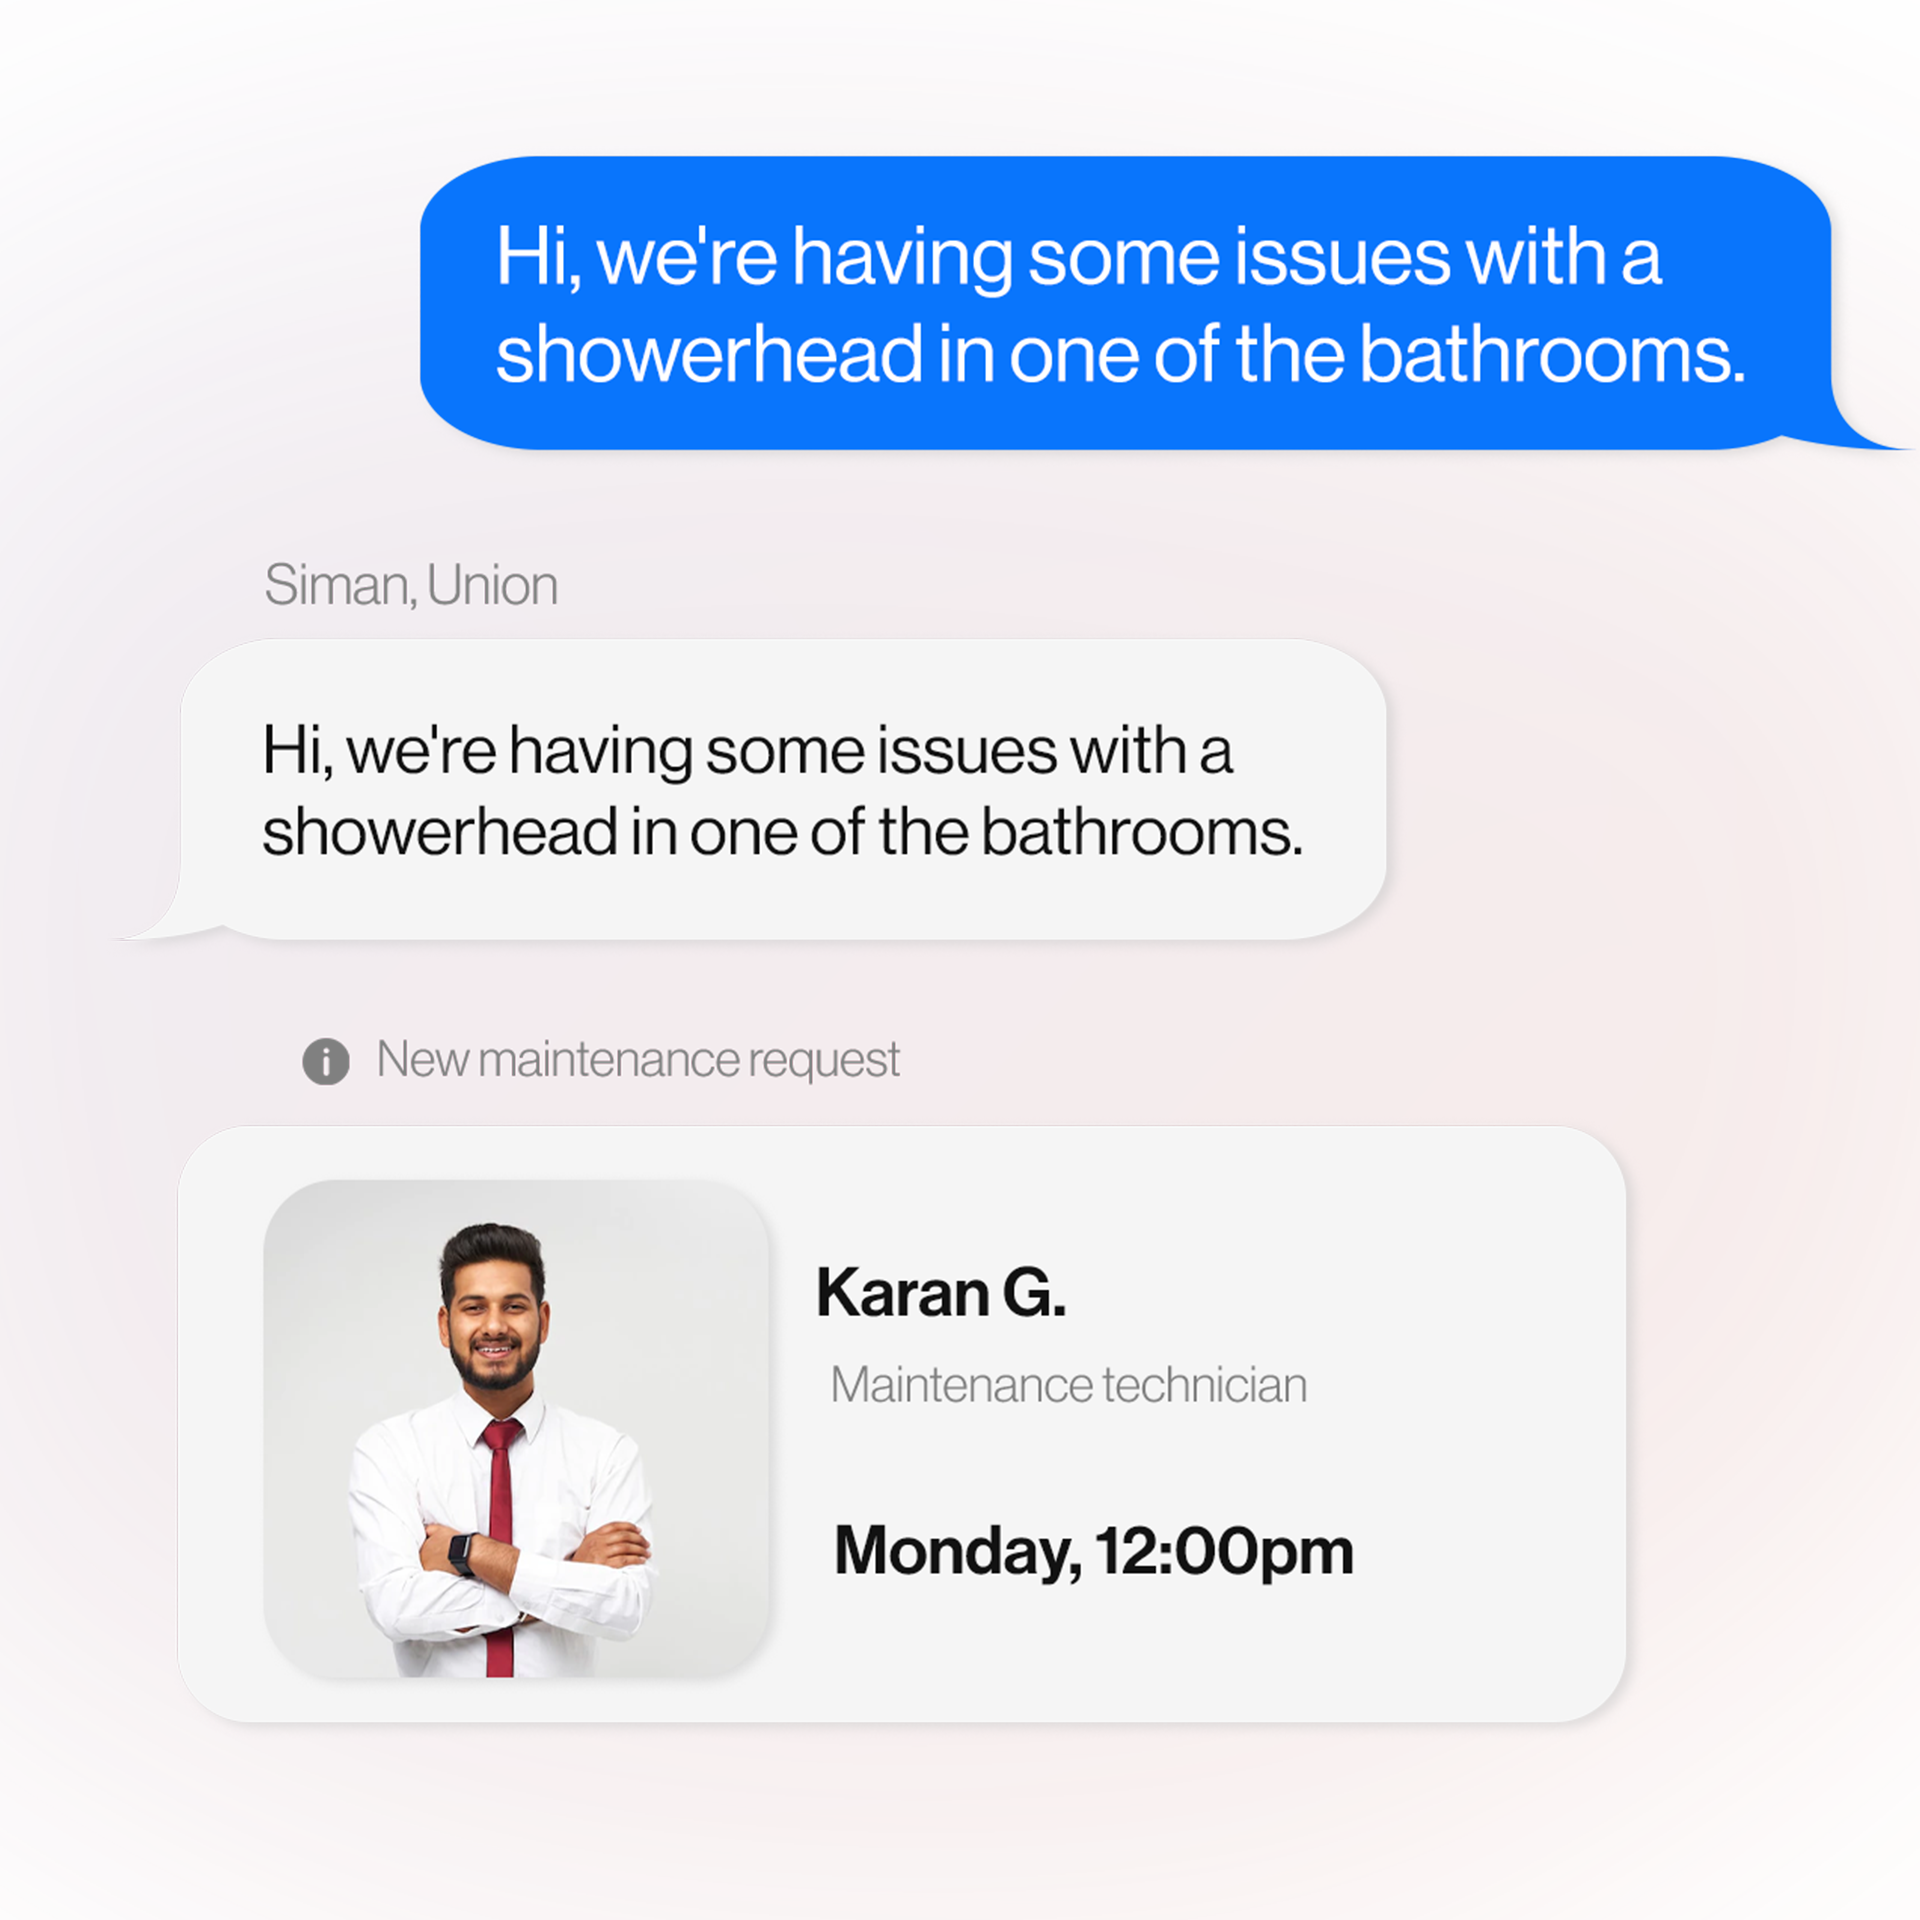 Hi, we're having some issues with a
showerhead in one of the bathrooms.
Siman, Union
Hi, we're having some issues with a
showerhead in one of the bathrooms.
New maintenance request
Karan G.
Maintenance technician
Monday, 12:00pm